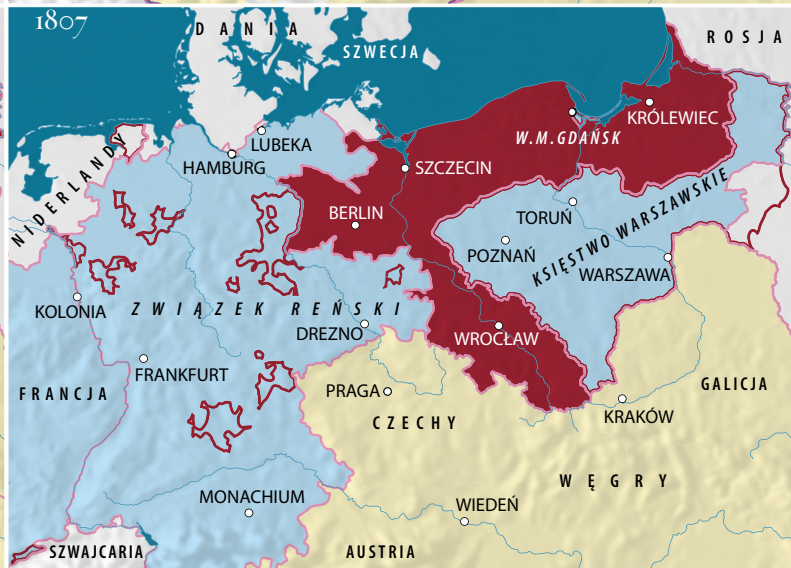 1807
DANIA
ROSJA
SZWECJA
KRÓLEWIEC
W.M.GDAŃSK
LUBEKA
HAMBURG
SZCZECIN
NIDERLANDY
BERLIN
TORUŃ
KSIĘSTWO WARSZAWSKIE
POZNAŃ
WARSZAWA
KOLONIA
ZWIĄZEK REŃSKI
DREZNO
WROCŁAW
FRANKFURT
FRANCJA
PRAGA
GALICJA
KRAKÓW
CZECHY
WĘGRY
MONACHIUM
WIEDEŃ
SZWAJCARIA
AUSTRIA